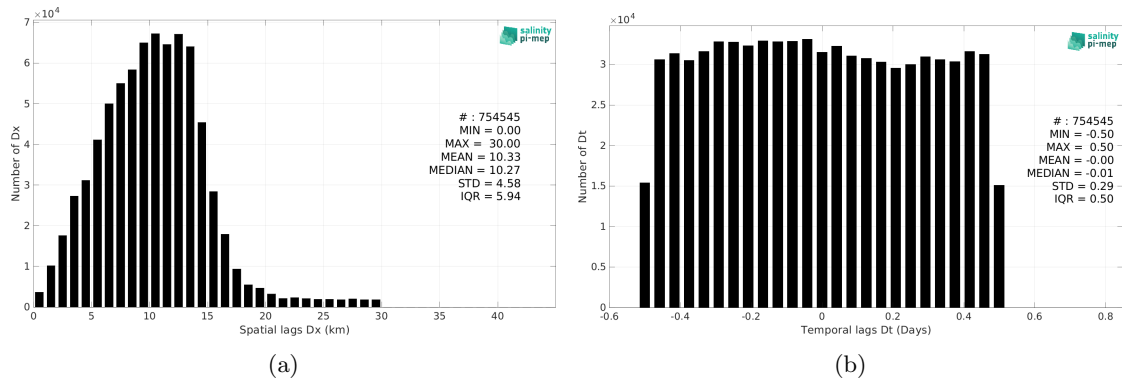 ×10⁴
7
6
5
4
3
2
1
0
Number of Dx
salinity
pi-mep
# : 754545
MIN = 0.00
MAX = 30.00
MEAN = 10.33
MEDIAN = 10.27
STD = 4.58
IQR = 5.94
0 5 10 15 20 25 30 35 40
Spatial lags Dx (km)
(a)
×10⁴
3
2.5
2
1.5
1
0.5
0
Number of Dt
salinity
pi-mep
# : 754545
MIN = -0.50
MAX = 0.50
MEAN = -0.00
MEDIAN = -0.01
STD = 0.29
IQR = 0.50
-0.6 -0.4 -0.2 0 0.2 0.4 0.6 0.8
Temporal lags Dt (Days)
(b)